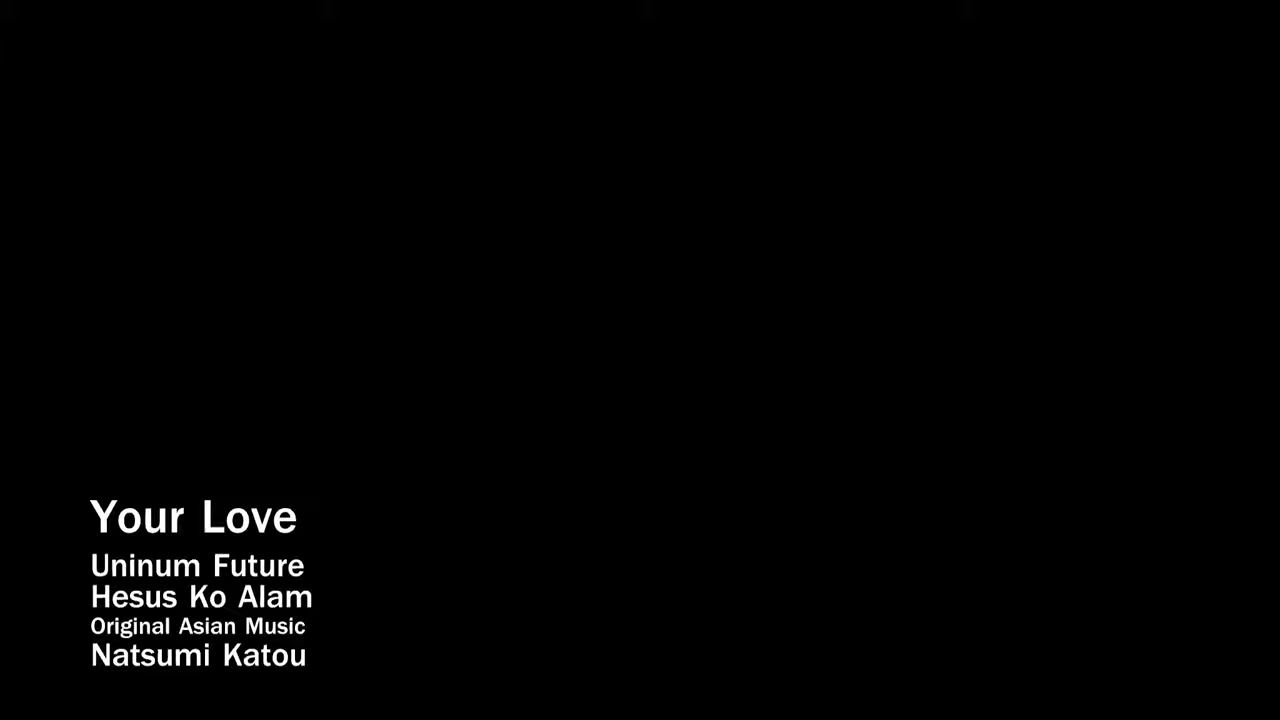 Your Love
Uninum Future
Hesus Ko Alam
Original Asian Music
Natsumi Katou